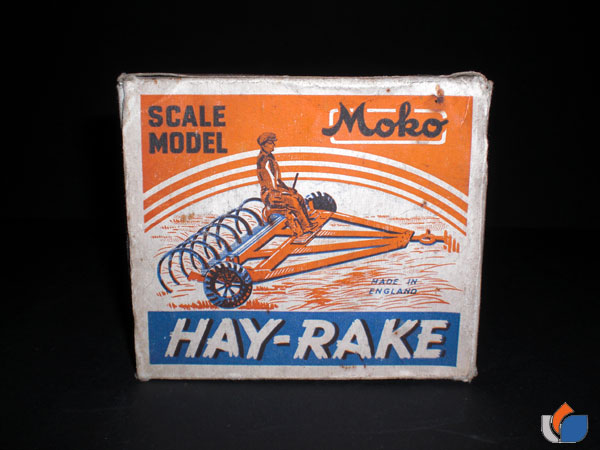 SCALE
MODEL
Moko
MADE IN
ENGLAND
HAY-RAKE